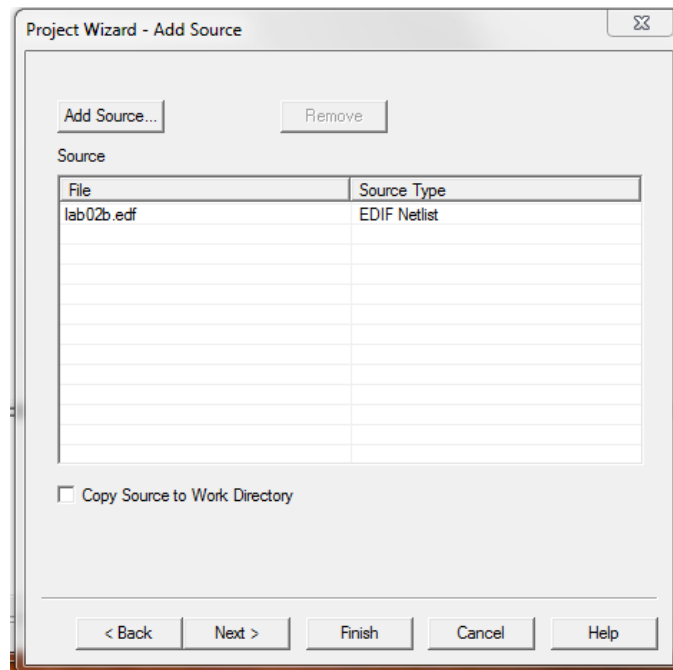 Project Wizard - Add Source
Add Source... Remove
Source
File Source Type
lab02b.edf EDIF Netlist
Copy Source to Work Directory
< Back Next > Finish Cancel Help